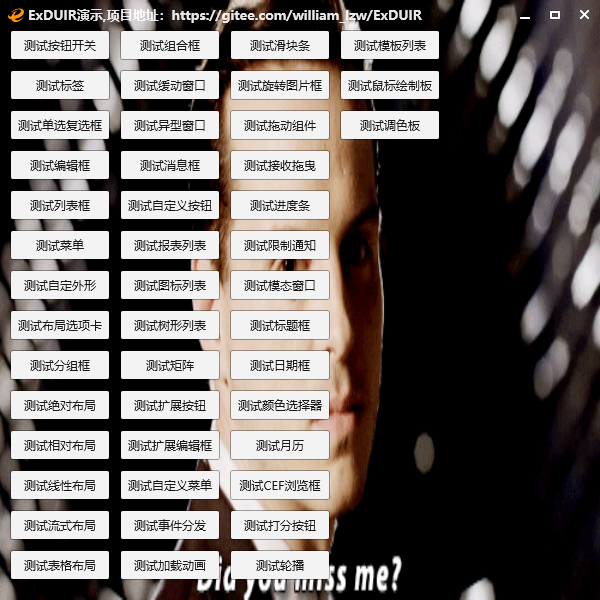 ExDUIR演示,项目地址：https://gitee.com/william_lzw/ExDUIR
测试按钮开关 测试组合框 测试滑块条 测试模板列表
测试标签 测试缓动窗口 测试旋转图片框 测试鼠标绘制板
测试单选复选框 测试异型窗口 测试拖动组件 测试调色板
测试编辑框 测试消息框 测试接收拖曳
测试列表框 测试自定义按钮 测试进度条
测试菜单 测试报表列表 测试限制通知
测试自定外形 测试图标列表 测试模态窗口
测试布局选项卡 测试树形列表 测试标题框
测试分组框 测试矩阵 测试日期框
测试绝对布局 测试扩展按钮 测试颜色选择器
测试相对布局 测试扩展编辑框 测试月历
测试线性布局 测试自定义菜单 测试CEF浏览框
测试流式布局 测试事件分发 测试打分按钮
测试表格布局 测试加载动画 测试轮播
Did you miss me?